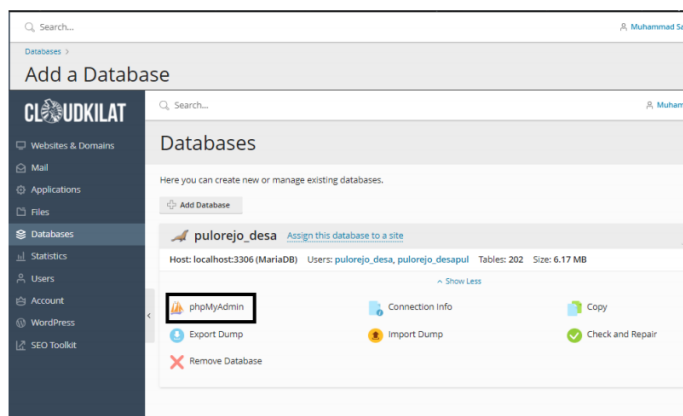 Search...
Muhammad Sa
Databases >
Add a Database
CLOUDKILAT
Search...
Muham
Websites & Domains
Mail
Applications
Files
Databases
Statistics
Users
Account
WordPress
SEO Toolkit
Databases
Here you can create new or manage existing databases.
Add Database
pulorejo_desa Assign this database to a site
Host: localhost:3306 (MariaDB) Users: pulorejo_desa, pulorejo_desapul Tables: 202 Size: 6.17 MB
Show Less
phpMyAdmin Connection Info Copy
Export Dump Import Dump Check and Repair
Remove Database